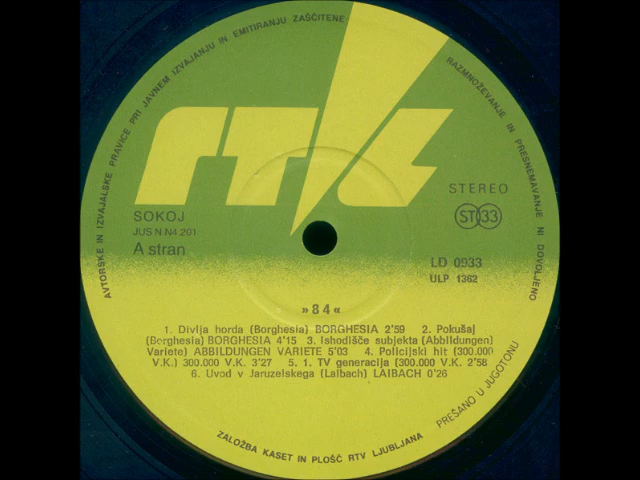 AVTORSKE IN IZVAJALSKE PRAVICE PRI JAVNEM IZVAJANJU IN EMITIRANJU ZAŠČITENE
RAZMNOŽEVANJE IN PRESNEMAVANJE NI DOVOLJENO
rtl
SOKOJ
JUS N.N4.201
A stran
STEREO
ST 33
LD 0933
ULP 1362
»84«
1. Divlja horda (Borghesia) BORGHESIA 2'59 2. Pokušaj
(Borghesia) BORGHESIA 4'15 3. Ishodišče subjekta (Abbildungen
Variete) ABBILDUNGEN VARIETE 5'03 4. Policijski hit (300.000
V.K.) 300.000 V.K. 3'27 5. 1. TV generacija (300.000 V.K. 2'58
6. Uvod v Jaruzelskega (Laibach) LAIBACH 0'26
PREŠANO U JUGOTONU
ZALOŽBA KASET IN PLOŠČ RTV LJUBLJANA